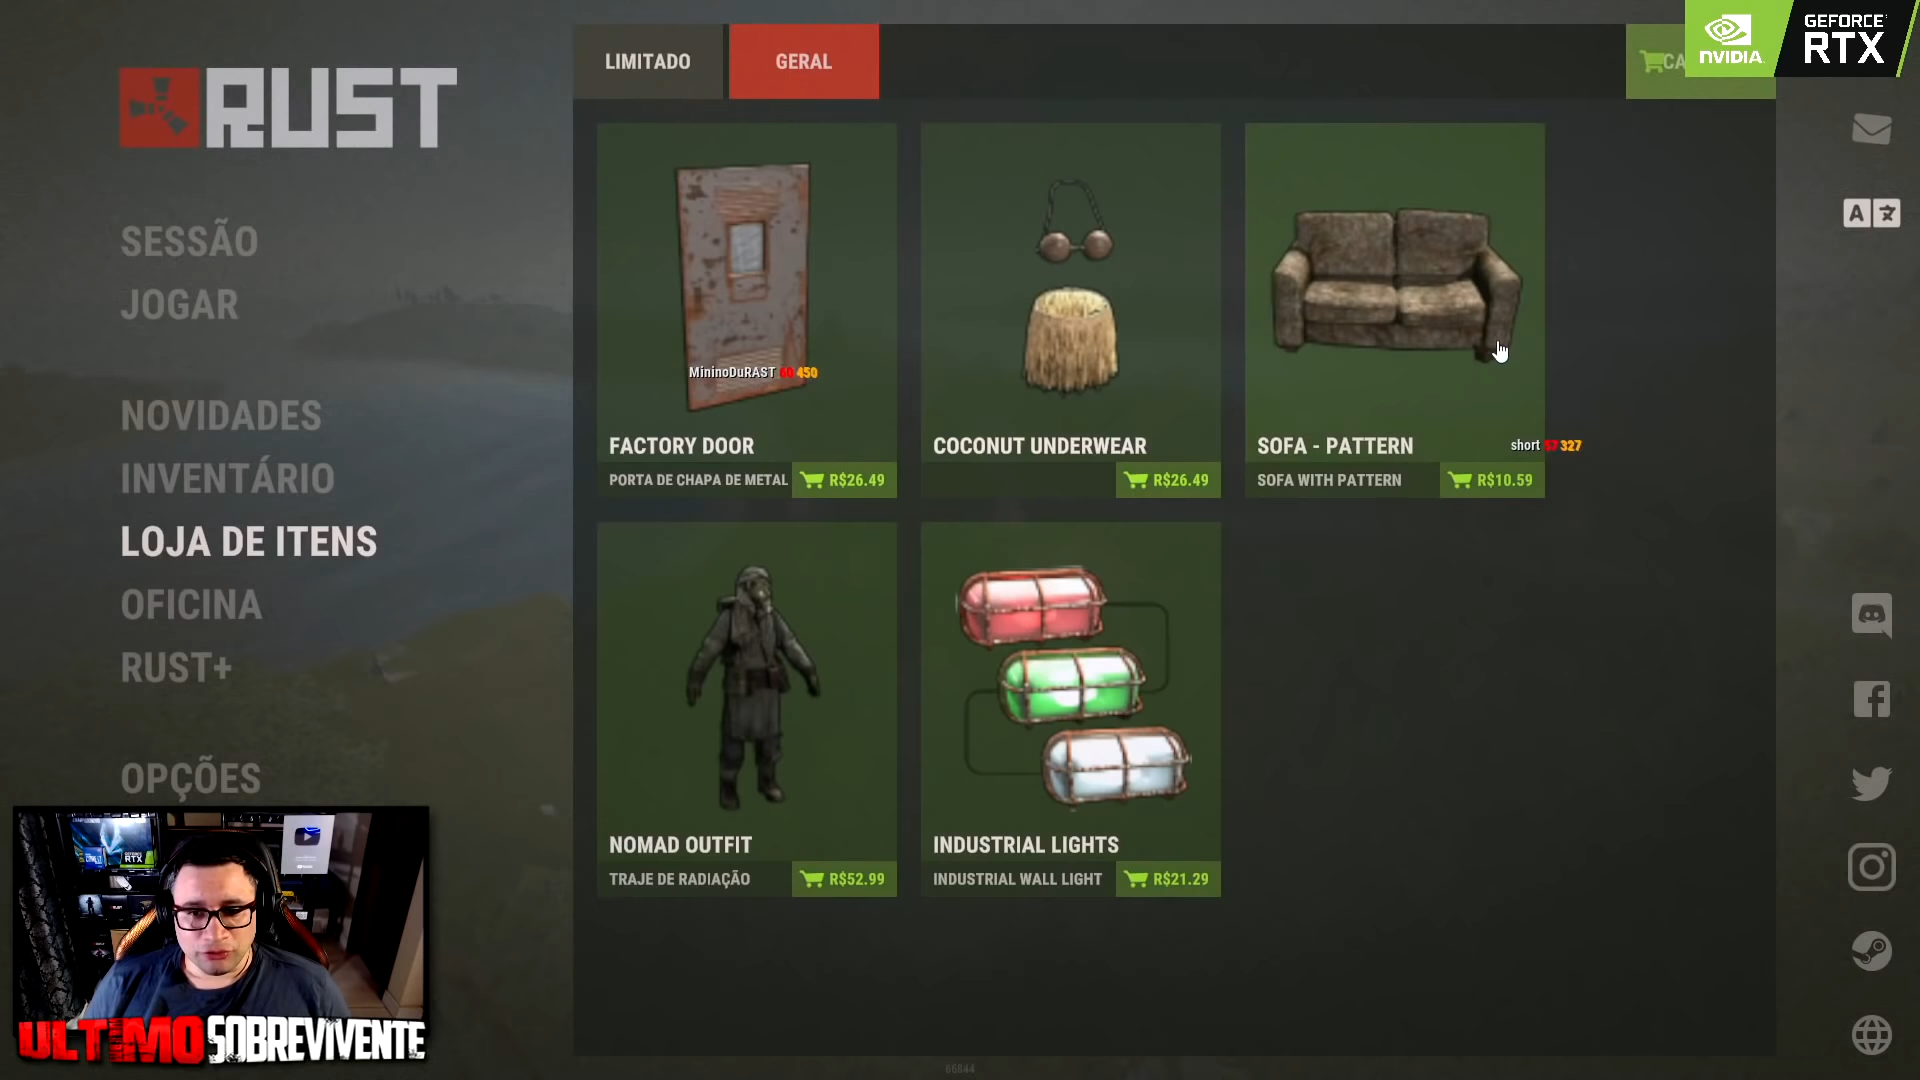 RUST
SESSÃO
JOGAR
NOVIDADES
INVENTÁRIO
LOJA DE ITENS
OFICINA
RUST+
OPÇÕES
ULTIMO SOBREVIVENTE
LIMITADO
GERAL
CA
NVIDIA
GEFORCE
RTX
MininoDuRAST 450
FACTORY DOOR
PORTA DE CHAPA DE METAL
R$26.49
COCONUT UNDERWEAR
R$26.49
SOFA - PATTERN
short 327
SOFA WITH PATTERN
R$10.59
NOMAD OUTFIT
TRAJE DE RADIAÇÃO
R$52.99
INDUSTRIAL LIGHTS
INDUSTRIAL WALL LIGHT
R$21.29
A